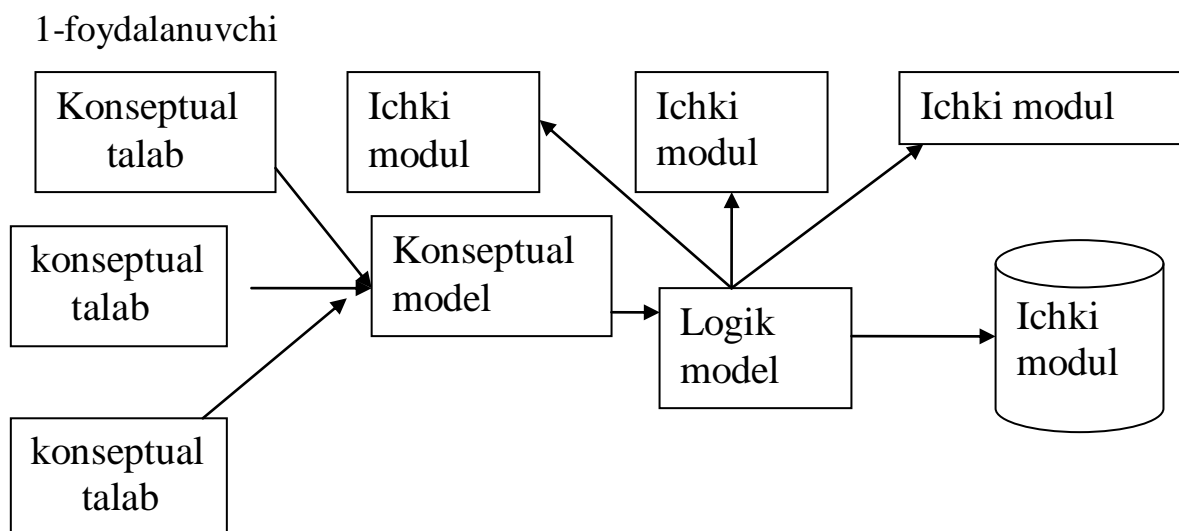 1-foydalanuvchi
Konseptual
talab
Ichki
modul
Ichki
modul
Ichki modul
konseptual
talab
Konseptual
model
Logik
model
Ichki
modul
konseptual
talab